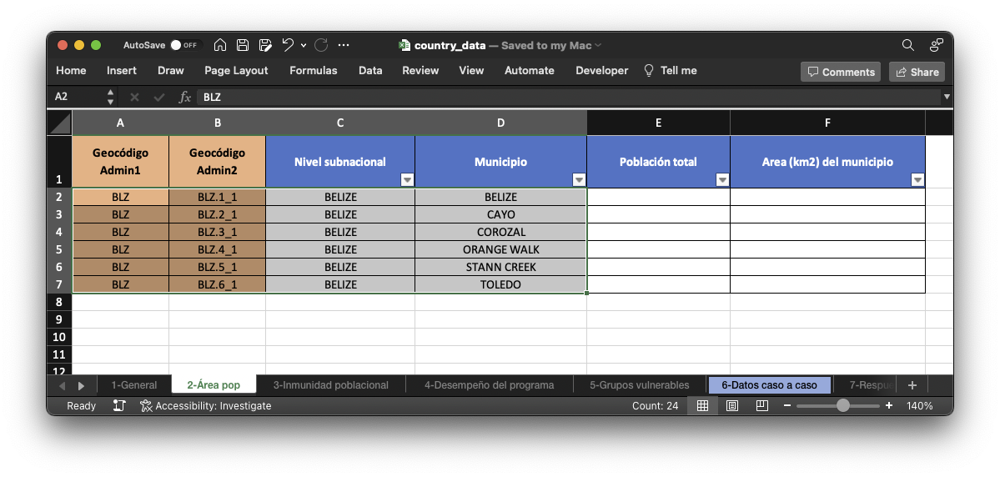 AutoSave OFF country_data — Saved to my Mac
Home Insert Draw Page Layout Formulas Data Review View Automate Developer Tell me Comments Share
A2 fx BLZ
A B C D E F
1 Geocódigo Admin1 Geocódigo Admin2 Nivel subnacional Municipio Población total Area (km2) del municipio
2 BLZ BLZ.1_1 BELIZE BELIZE
3 BLZ BLZ.2_1 BELIZE CAYO
4 BLZ BLZ.3_1 BELIZE COROZAL
5 BLZ BLZ.4_1 BELIZE ORANGE WALK
6 BLZ BLZ.5_1 BELIZE STANN CREEK
7 BLZ BLZ.6_1 BELIZE TOLEDO
8
9
10
11
12
1-General 2-Área pop 3-Inmunidad poblacional 4-Desempeño del programa 5-Grupos vulnerables 6-Datos caso a caso 7-Respu
Ready Accessibility: Investigate Count: 24 140%